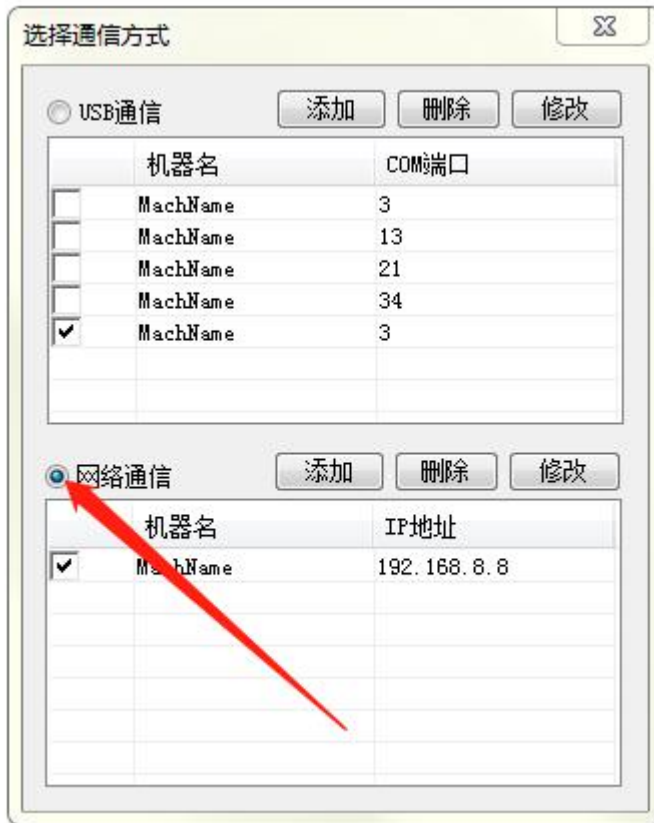 选择通信方式
USB通信 添加 删除 修改
机器名 COM端口
MachName 3
MachName 13
MachName 21
MachName 34
MachName 3
网络通信 添加 删除 修改
机器名 IP地址
MachName 192.168.8.8